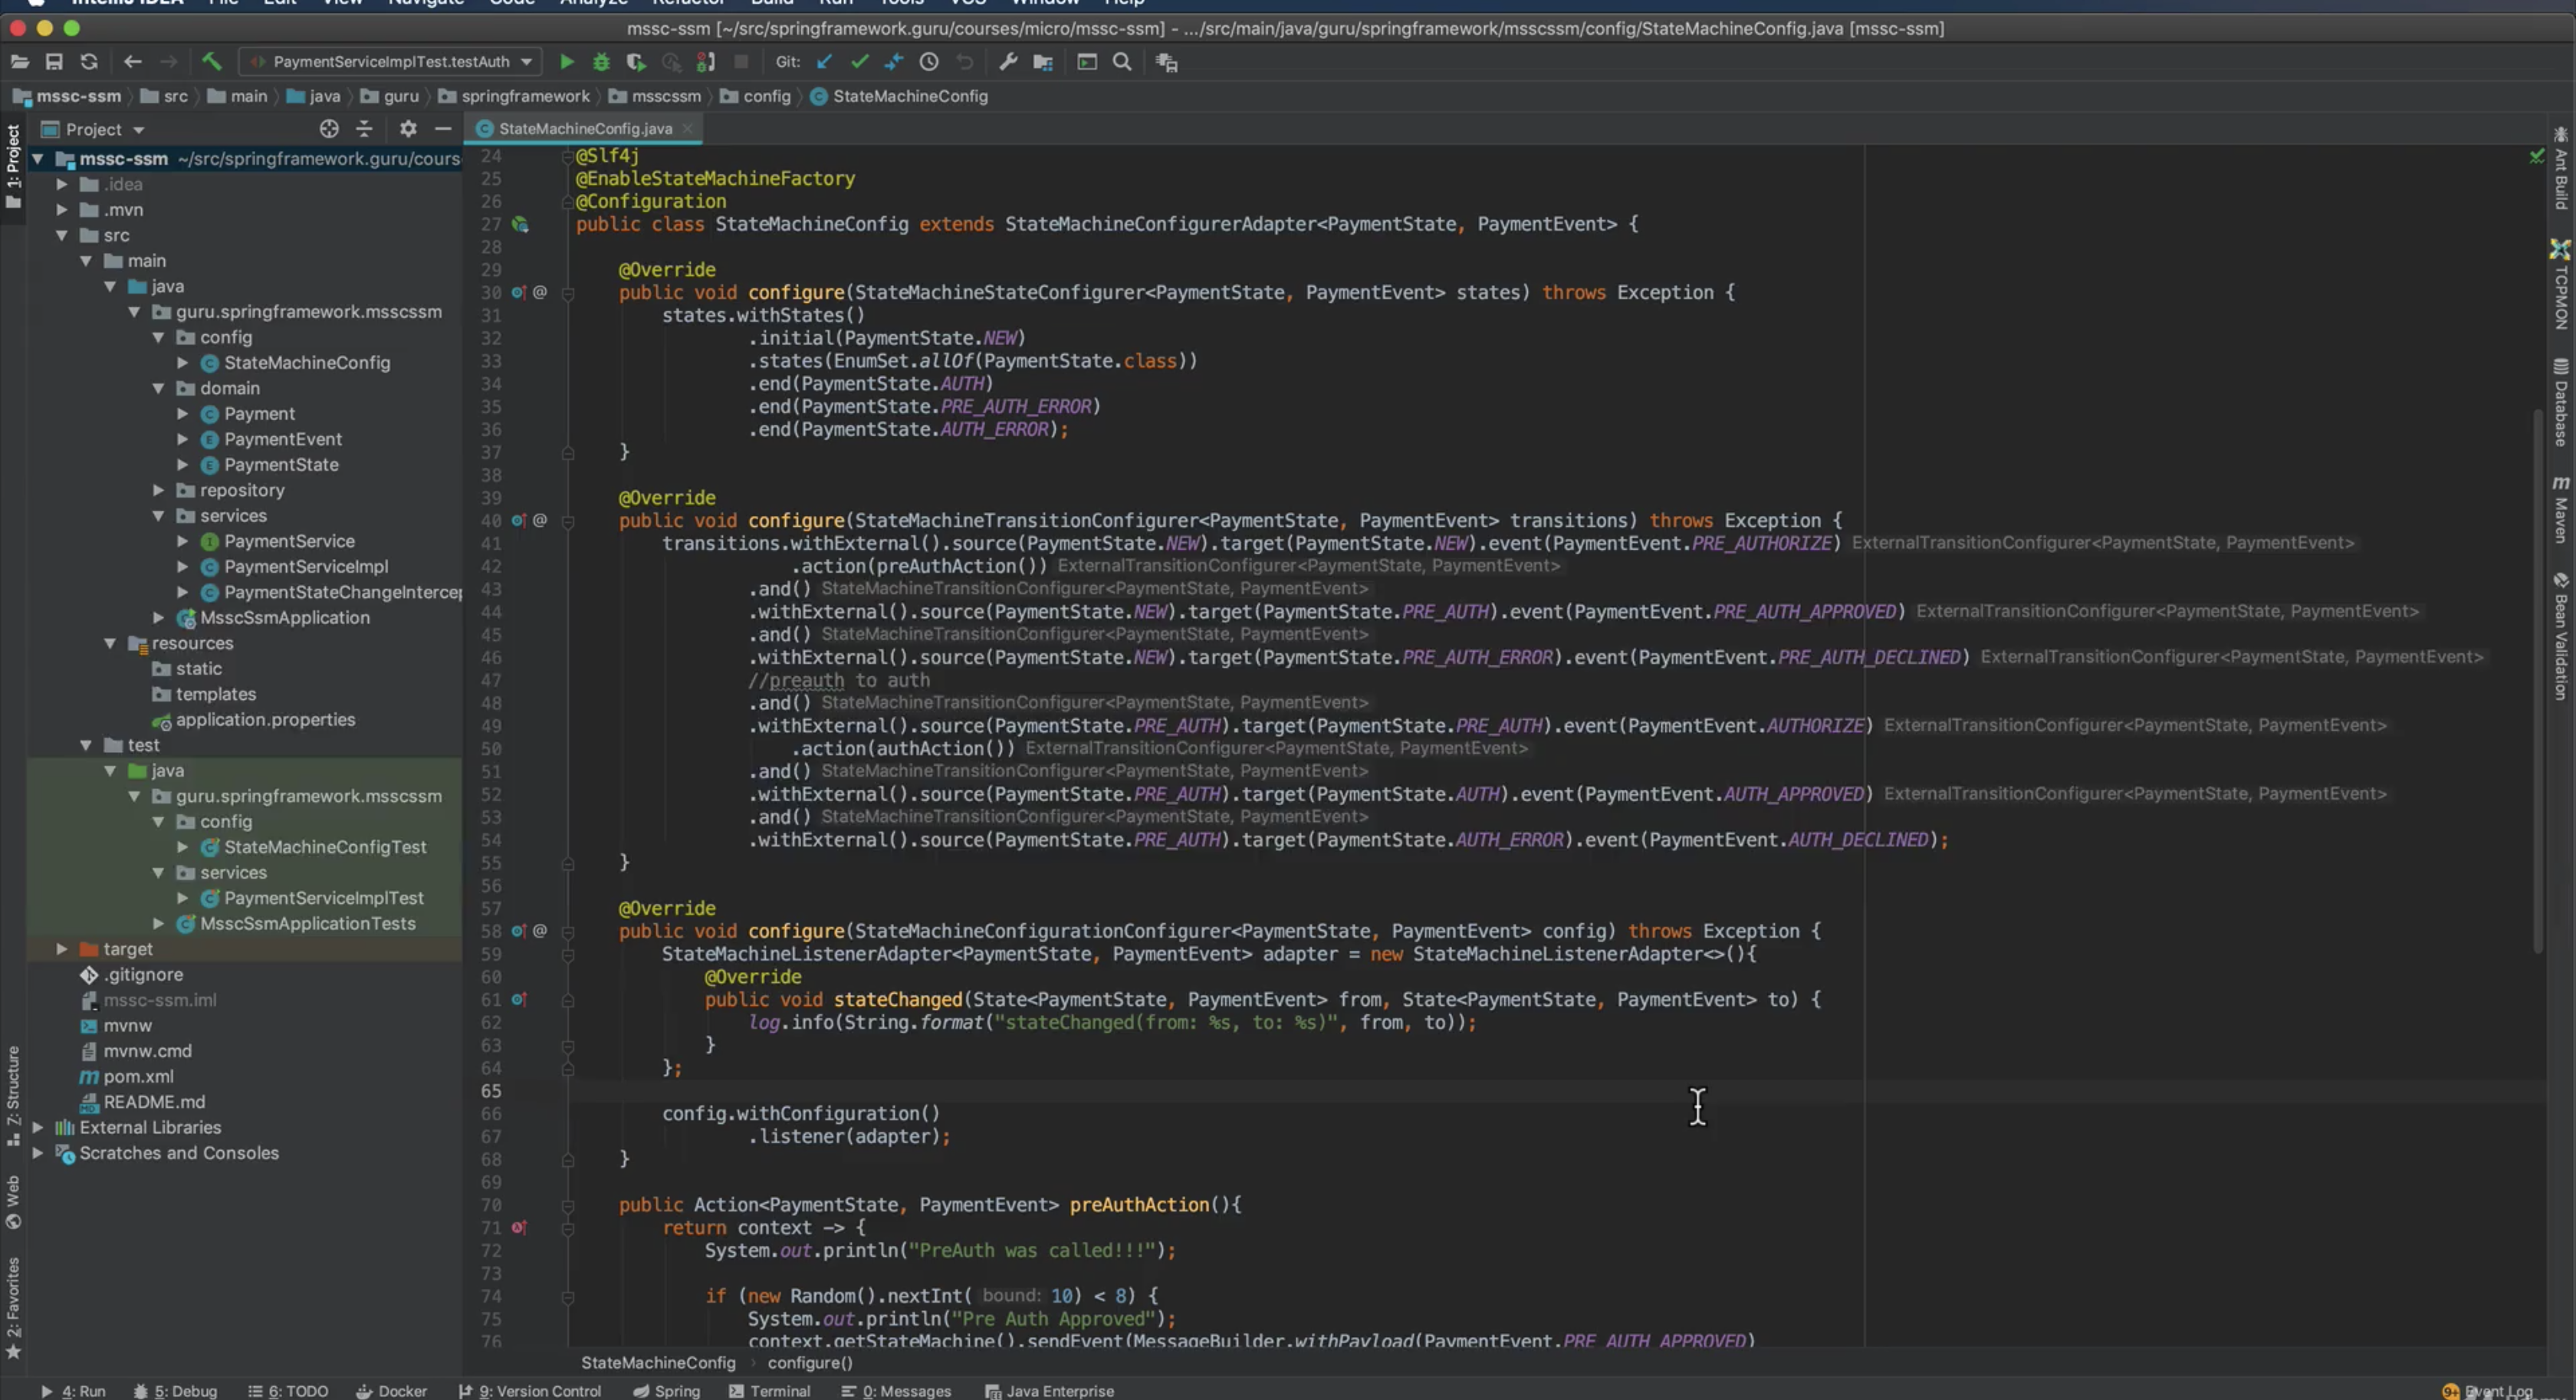 IntelliJ IDEA File Edit View Navigate Code Analyze Refactor Build Run Tools VCS Window Help
mssc-ssm [~/src/springframework.guru/courses/micro/mssc-ssm] - .../src/main/java/guru/springframework/msscssm/config/StateMachineConfig.java [mssc-ssm]
PaymentServiceImplTest.testAuth Git:
mssc-ssm src main java guru springframework msscssm config StateMachineConfig
Project
StateMachineConfig.java
1: Project
mssc-ssm ~/src/springframework.guru/cours
.idea
.mvn
src
main
java
guru.springframework.msscssm
config
StateMachineConfig
domain
Payment
PaymentEvent
PaymentState
repository
services
PaymentService
PaymentServiceImpl
PaymentStateChangeIntercep
MsscSsmApplication
resources
static
templates
application.properties
test
java
guru.springframework.msscssm
config
StateMachineConfigTest
services
PaymentServiceImplTest
MsscSsmApplicationTests
target
.gitignore
mssc-ssm.iml
mvnw
mvnw.cmd
pom.xml
README.md
External Libraries
Scratches and Consoles
Z: Structure
Web
2: Favorites
24 @Slf4j
25 @EnableStateMachineFactory
26 @Configuration
27 public class StateMachineConfig extends StateMachineConfigurerAdapter<PaymentState, PaymentEvent> {
28
29 @Override
30 @ public void configure(StateMachineStateConfigurer<PaymentState, PaymentEvent> states) throws Exception {
31 states.withStates()
32 .initial(PaymentState.NEW)
33 .states(EnumSet.allOf(PaymentState.class))
34 .end(PaymentState.AUTH)
35 .end(PaymentState.PRE_AUTH_ERROR)
36 .end(PaymentState.AUTH_ERROR);
37 }
38
39 @Override
40 @ public void configure(StateMachineTransitionConfigurer<PaymentState, PaymentEvent> transitions) throws Exception {
41 transitions.withExternal().source(PaymentState.NEW).target(PaymentState.NEW).event(PaymentEvent.PRE_AUTHORIZE) ExternalTransitionConfigurer<PaymentState, PaymentEvent>
42 .action(preAuthAction()) ExternalTransitionConfigurer<PaymentState, PaymentEvent>
43 .and() StateMachineTransitionConfigurer<PaymentState, PaymentEvent>
44 .withExternal().source(PaymentState.NEW).target(PaymentState.PRE_AUTH).event(PaymentEvent.PRE_AUTH_APPROVED) ExternalTransitionConfigurer<PaymentState, PaymentEvent>
45 .and() StateMachineTransitionConfigurer<PaymentState, PaymentEvent>
46 .withExternal().source(PaymentState.NEW).target(PaymentState.PRE_AUTH_ERROR).event(PaymentEvent.PRE_AUTH_DECLINED) ExternalTransitionConfigurer<PaymentState, PaymentEvent>
47 //preauth to auth
48 .and() StateMachineTransitionConfigurer<PaymentState, PaymentEvent>
49 .withExternal().source(PaymentState.PRE_AUTH).target(PaymentState.PRE_AUTH).event(PaymentEvent.AUTHORIZE) ExternalTransitionConfigurer<PaymentState, PaymentEvent>
50 .action(authAction()) ExternalTransitionConfigurer<PaymentState, PaymentEvent>
51 .and() StateMachineTransitionConfigurer<PaymentState, PaymentEvent>
52 .withExternal().source(PaymentState.PRE_AUTH).target(PaymentState.AUTH).event(PaymentEvent.AUTH_APPROVED) ExternalTransitionConfigurer<PaymentState, PaymentEvent>
53 .and() StateMachineTransitionConfigurer<PaymentState, PaymentEvent>
54 .withExternal().source(PaymentState.PRE_AUTH).target(PaymentState.AUTH_ERROR).event(PaymentEvent.AUTH_DECLINED);
55 }
56
57 @Override
58 @ public void configure(StateMachineConfigurationConfigurer<PaymentState, PaymentEvent> config) throws Exception {
59 StateMachineListenerAdapter<PaymentState, PaymentEvent> adapter = new StateMachineListenerAdapter<>(){
60 @Override
61 public void stateChanged(State<PaymentState, PaymentEvent> from, State<PaymentState, PaymentEvent> to) {
62 log.info(String.format("stateChanged(from: %s, to: %s)", from, to));
63 }
64 };
65
66 config.withConfiguration()
67 .listener(adapter);
68 }
69
70 public Action<PaymentState, PaymentEvent> preAuthAction(){
71 return context -> {
72 System.out.println("PreAuth was called!!!");
73
74 if (new Random().nextInt( bound: 10) < 8) {
75 System.out.println("Pre Auth Approved");
76 context.getStateMachine().sendEvent(MessageBuilder.withPayload(PaymentEvent.PRE_AUTH_APPROVED)
StateMachineConfig configure()
Ant Build
TCPMON
Database
Maven
Bean Validation
4: Run 5: Debug 6: TODO Docker 9: Version Control Spring Terminal 0: Messages Java Enterprise 9+ Event Log